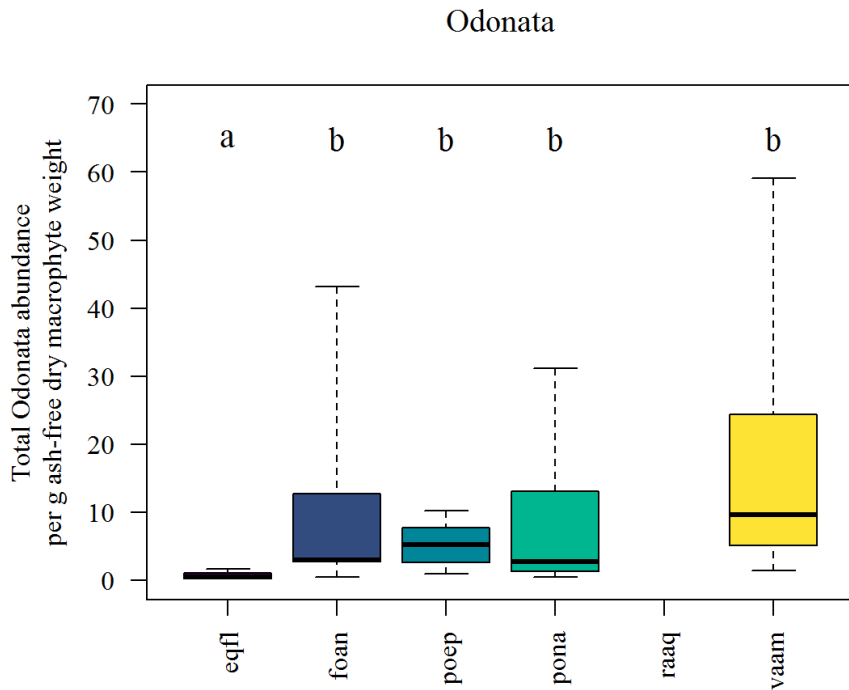 Odonata
Total Odonata abundance
per g ash-free dry macrophyte weight
70
60
50
40
30
20
10
0
a
b
b
b
b
eqfl
foan
poep
pona
raaq
vaam